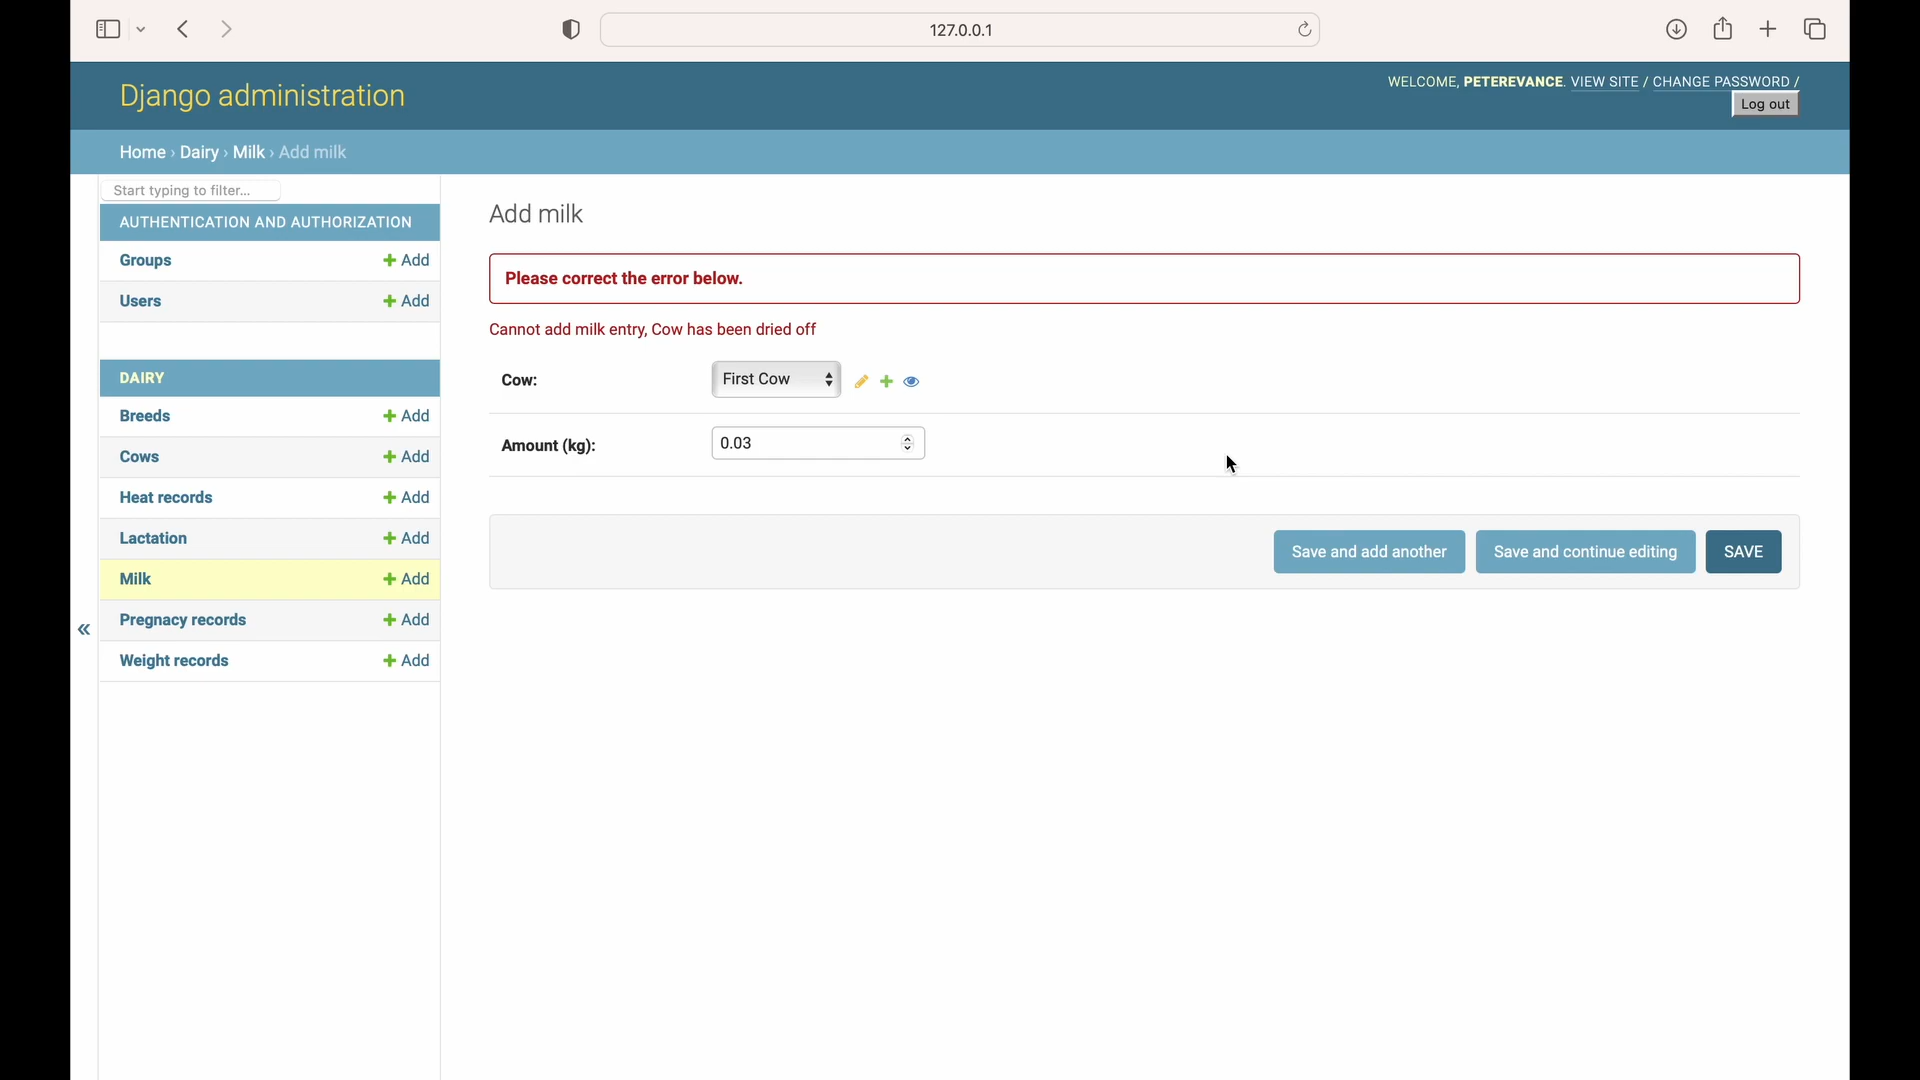 127.0.0.1
Django administration
WELCOME, PETEREVANCE. VIEW SITE / CHANGE PASSWORD /
Log out
Home › Dairy › Milk › Add milk
Start typing to filter...
AUTHENTICATION AND AUTHORIZATION
Groups + Add
Users + Add
DAIRY
Breeds + Add
Cows + Add
Heat records + Add
Lactation + Add
Milk + Add
Pregnacy records + Add
Weight records + Add
«
Add milk
Please correct the error below.
Cannot add milk entry, Cow has been dried off
Cow: First Cow
Amount (kg): 0.03
Save and add another Save and continue editing SAVE